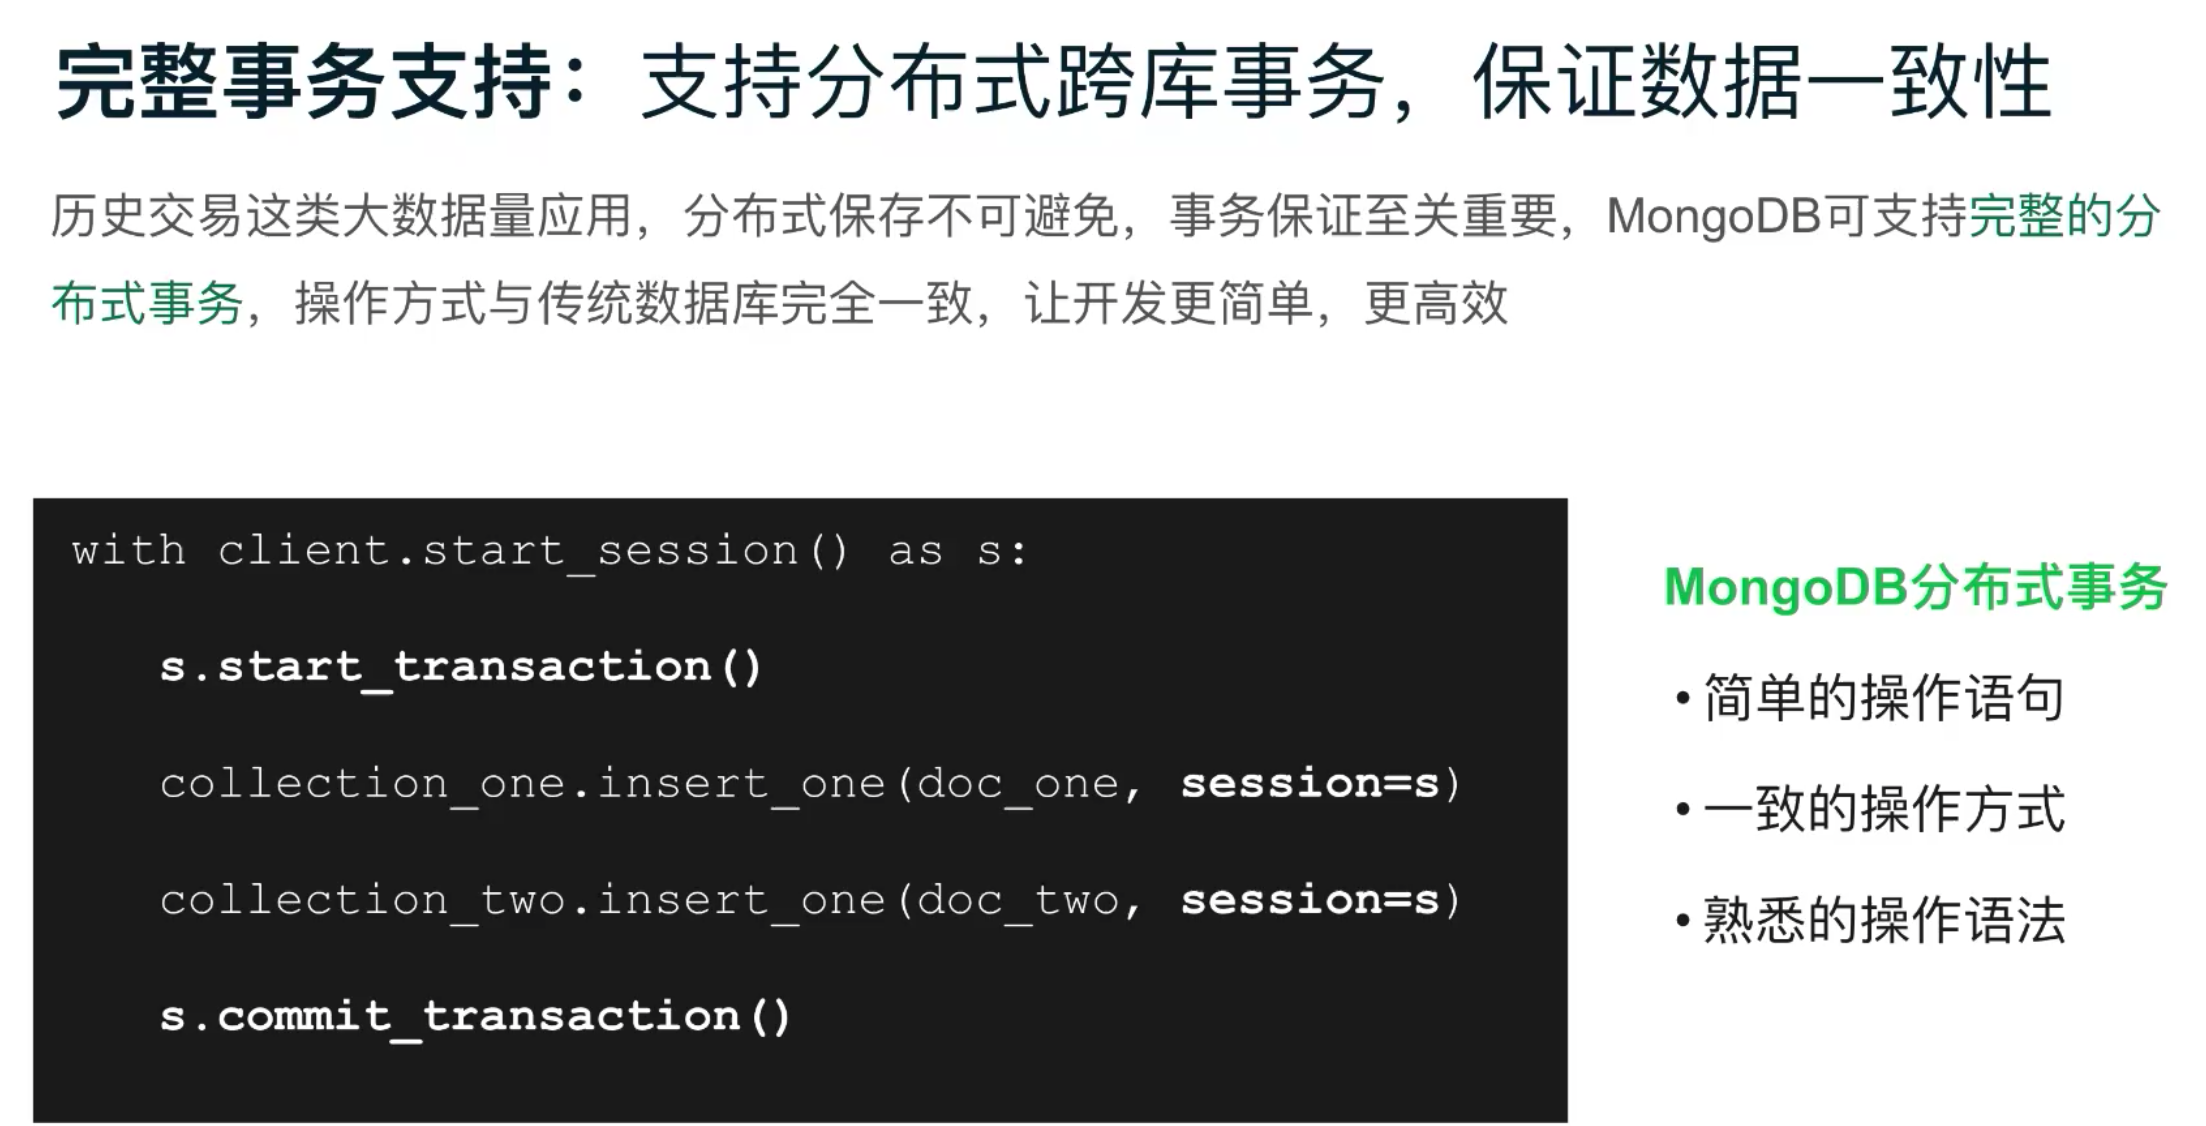 完整事务支持：支持分布式跨库事务，保证数据一致性
历史交易这类大数据量应用，分布式保存不可避免，事务保证至关重要，MongoDB可支持完整的分
布式事务，操作方式与传统数据库完全一致，让开发更简单，更高效
with client.start_session() as s:
s.start_transaction()
collection_one.insert_one(doc_one, session=s)
collection_two.insert_one(doc_two, session=s)
s.commit_transaction()
MongoDB分布式事务
• 简单的操作语句
• 一致的操作方式
• 熟悉的操作语法